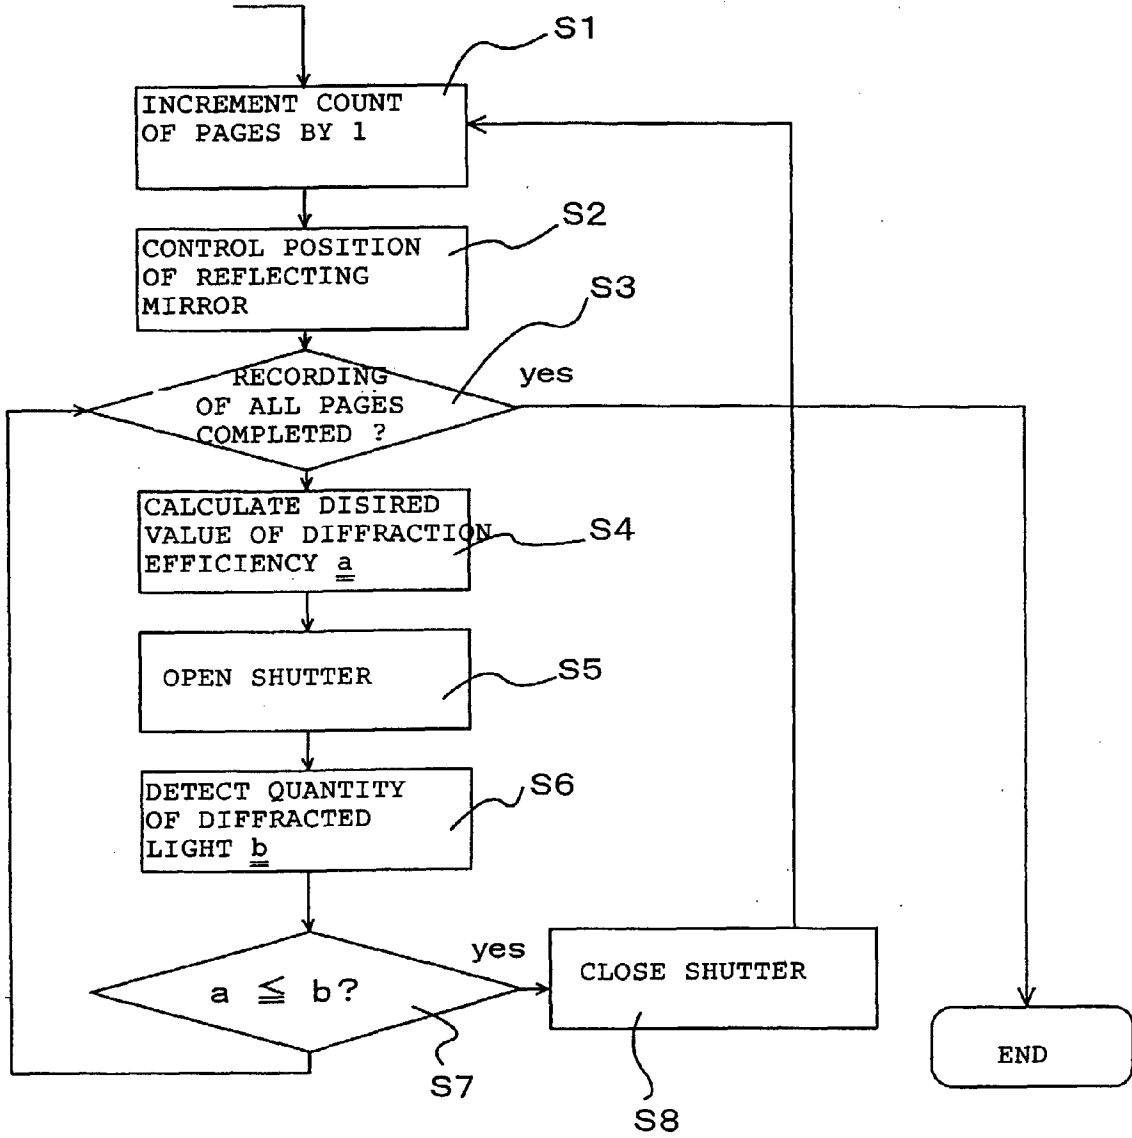 S1
INCREMENT COUNT
OF PAGES BY 1
S2
CONTROL POSITION
OF REFLECTING
MIRROR
S3
RECORDING
OF ALL PAGES
COMPLETED ?
yes
CALCULATE DISIRED
VALUE OF DIFFRACTION
EFFICIENCY a
S4
OPEN SHUTTER
S5
DETECT QUANTITY
OF DIFFRACTED
LIGHT b
S6
a ≦ b?
yes
S7
CLOSE SHUTTER
S8
END